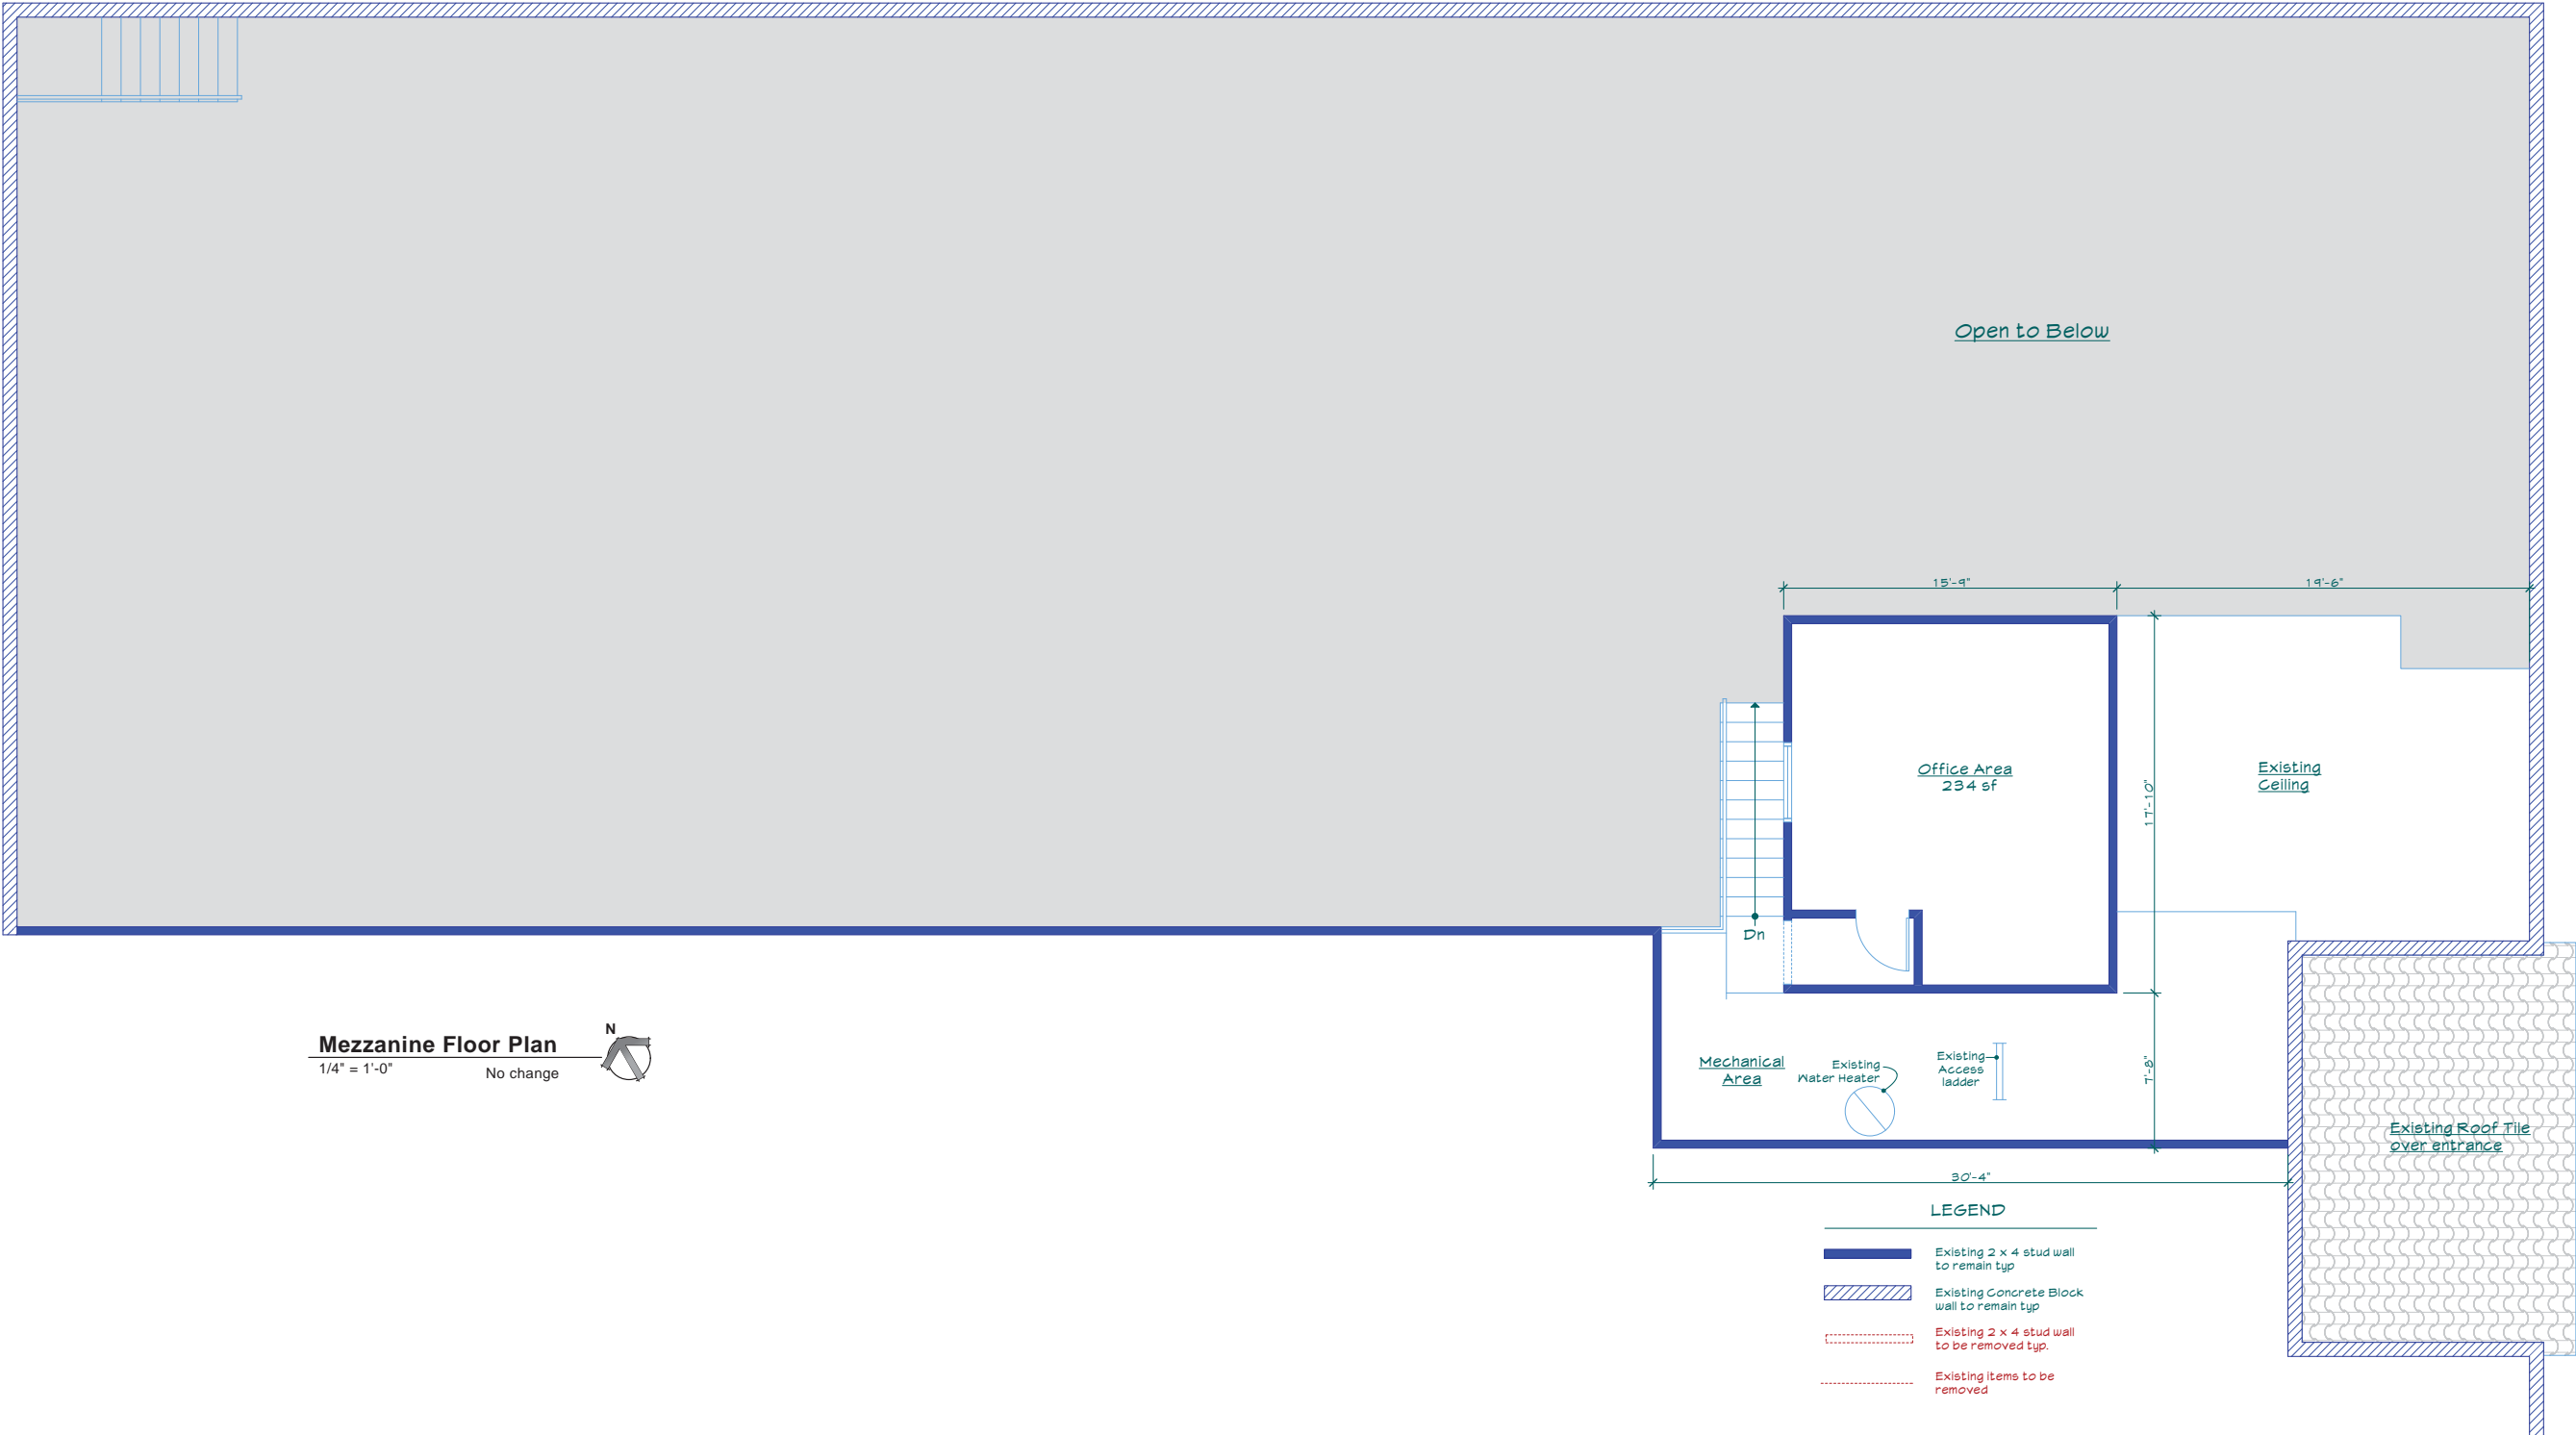 Open to Below
15'-9"
19'-6"
Office Area
234 sf
Existing
Ceiling
17'-10"
Dn
Mezzanine Floor Plan
N
1/4" = 1'-0"
No change
Mechanical
Area
Existing
Water Heater
Existing
Access
ladder
7'-8"
Existing Roof Tile
over entrance
30'-4"
LEGEND
Existing 2 x 4 stud wall
to remain typ
Existing Concrete Block
wall to remain typ
Existing 2 x 4 stud wall
to be removed typ.
Existing items to be
removed